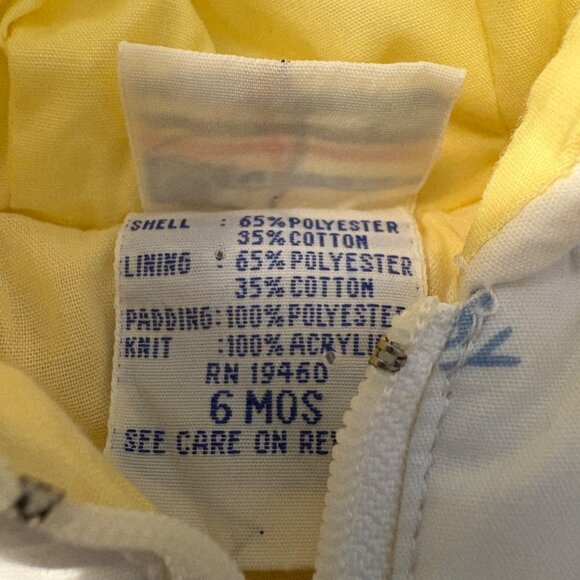 SHELL : 65% POLYESTER
35% COTTON
LINING : 65% POLYESTER
35% COTTON
PADDING:100% POLYESTER
KNIT :100% ACRYLIC
RN 19460
6 MOS
SEE CARE ON RE